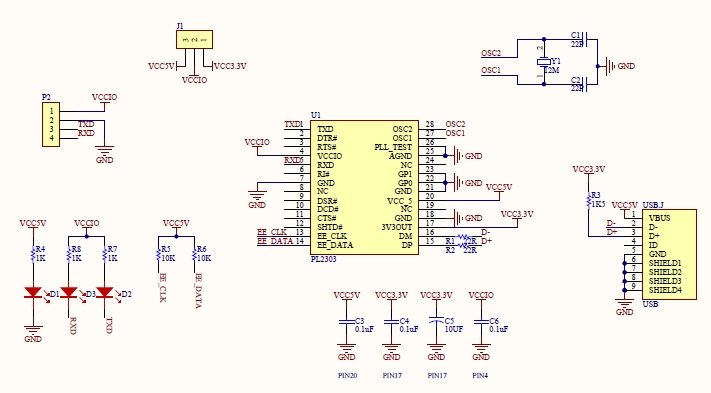 J1
3 2 1
VCC5V
VCC3.3V
VCCIO
OSC2
OSC1
2
1
Y1
12M
C1
22P
C2
22P
GND
P2
1
2
3
4
VCCIO
TXD
RXD
GND
U1
TXD 1 TXD OSC2 28 OSC2
2 DTR# OSC1 27 OSC1
3 RTS# PLL_TEST 26
VCCIO 4 VCCIO AGND 25 GND
RXD 5 RXD NC 24
6 RI# GP1 23
GND 7 GND GP0 22 GND
8 NC GND 21
9 DSR# VCC_5 20 VCC5V
10 DCD# NC 19
11 CTS# GND 18 GND
12 SHTD# 3V3OUT 17 VCC3.3V
EE_CLK 13 EE_CLK DM 16 R1 22R D-
EE_DATA 14 EE_DATA DP 15 R2 22R D+
PL2303
VCC3.3V
R3
1K5
VCC5V
D-
D+
USB.J
1 VBUS
2 D-
3 D+
4 ID
5 GND
6 SHIELD1
7 SHIELD2
8 SHIELD3
9 SHIELD4
USB
GND
VCC5V
R4
1K
D1
GND
VCCIO
R8
1K
D3
RXD
R7
1K
D2
TXD
VCC5V
R5
10K
EE_CLK
R6
10K
EE_DATA
VCC5V
C3
0.1uF
GND
PIN20
VCC3.3V
C4
0.1uF
GND
PIN17
VCC3.3V
C5
10UF
GND
PIN17
VCCIO
C6
0.1uF
GND
PIN4